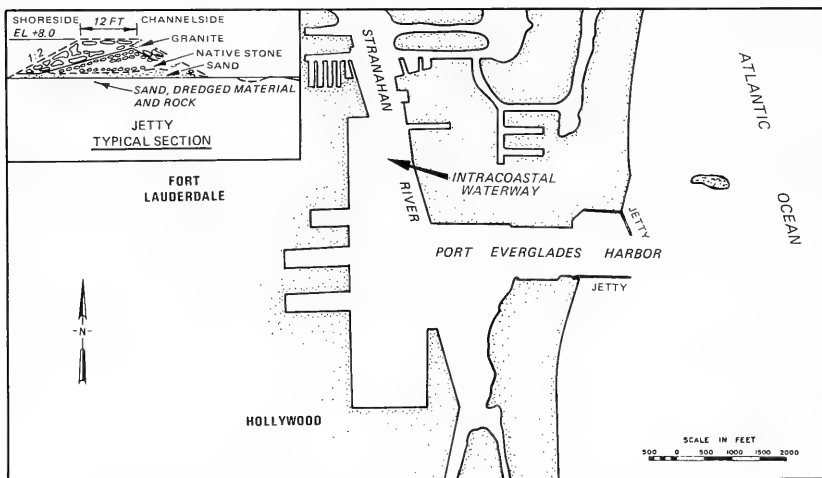 SHORESIDE 12 FT CHANNELSIDE
EL +8.0
GRANITE
1:2
NATIVE STONE
SAND
SAND, DREDGED MATERIAL
AND ROCK
JETTY
TYPICAL SECTION
STRANAHAN
RIVER
INTRACOASTAL
WATERWAY
FORT
LAUDERDALE
ATLANTIC
OCEAN
JETTY
PORT EVERGLADES HARBOR
JETTY
N
HOLLYWOOD
SCALE IN FEET
500 0 500 1000 1500 2000